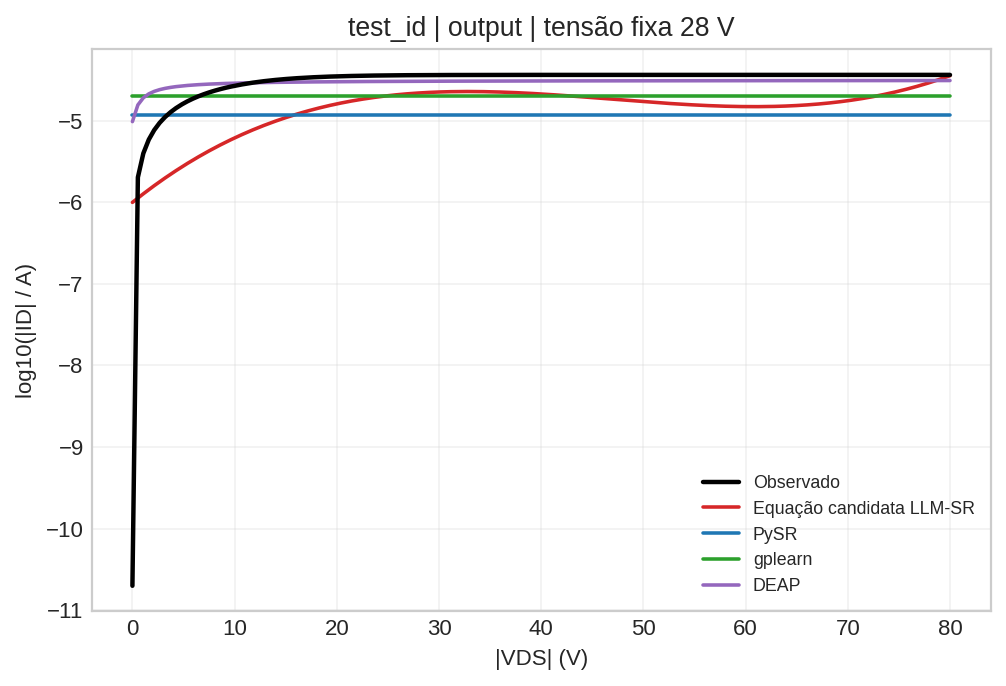 test_id | output | tensão fixa 28 V
log10(|ID| / A)
−5
−6
−7
−8
−9
−10
−11
0 10 20 30 40 50 60 70 80
|VDS| (V)
Observado
Equação candidata LLM-SR
PySR
gplearn
DEAP